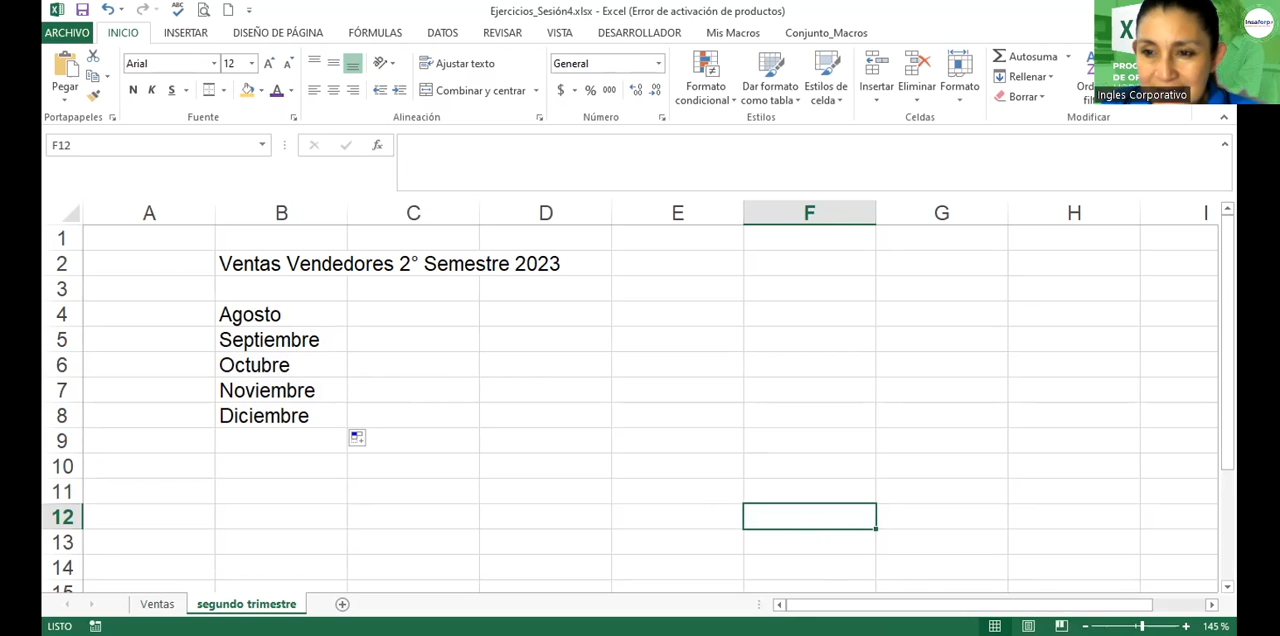 Ejercicios_Sesión4.xlsx - Excel (Error de activación de productos)
ARCHIVO INICIO INSERTAR DISEÑO DE PÁGINA FÓRMULAS DATOS REVISAR VISTA DESARROLLADOR Mis Macros Conjunto_Macros
Pegar
Portapapeles
Arial 12
N K S
Fuente
Ajustar texto
Combinar y centrar
Alineación
General
$ % 000
Número
Formato condicional
Dar formato como tabla
Estilos de celda
Estilos
Insertar Eliminar Formato
Celdas
Autosuma
Rellenar
Borrar
Modificar
Ingles Corporativo
F12
fx
A B C D E F G H I
1
2 Ventas Vendedores 2° Semestre 2023
3
4 Agosto
5 Septiembre
6 Octubre
7 Noviembre
8 Diciembre
9
10
11
12
13
14
15
Ventas segundo trimestre
LISTO 145 %